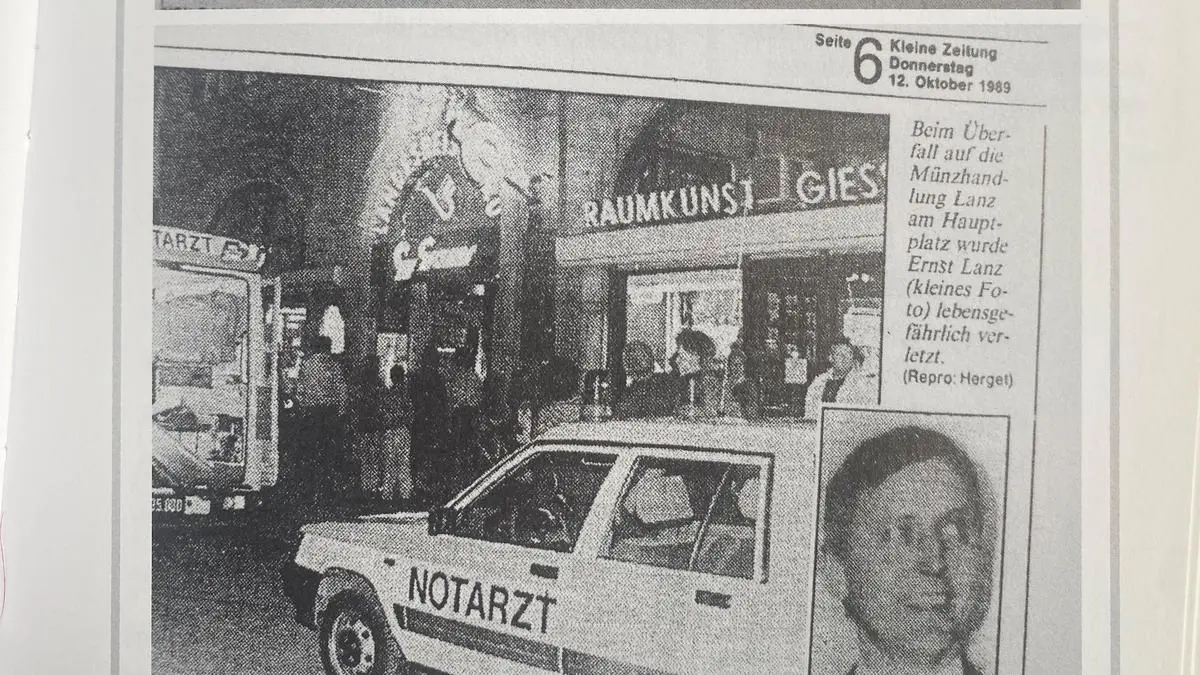 Seite 6 Kleine Zeitung
Donnerstag
12. Oktober 1989
Beim Über-
fall auf die
Münzhand-
lung Lanz
am Haupt-
platz wurde
Ernst Lanz
(kleines Fo-
to) lebensge-
fährlich ver-
letzt.
(Repro: Herget)
RAUMKUNST GIES
TARZT
NOTARZT